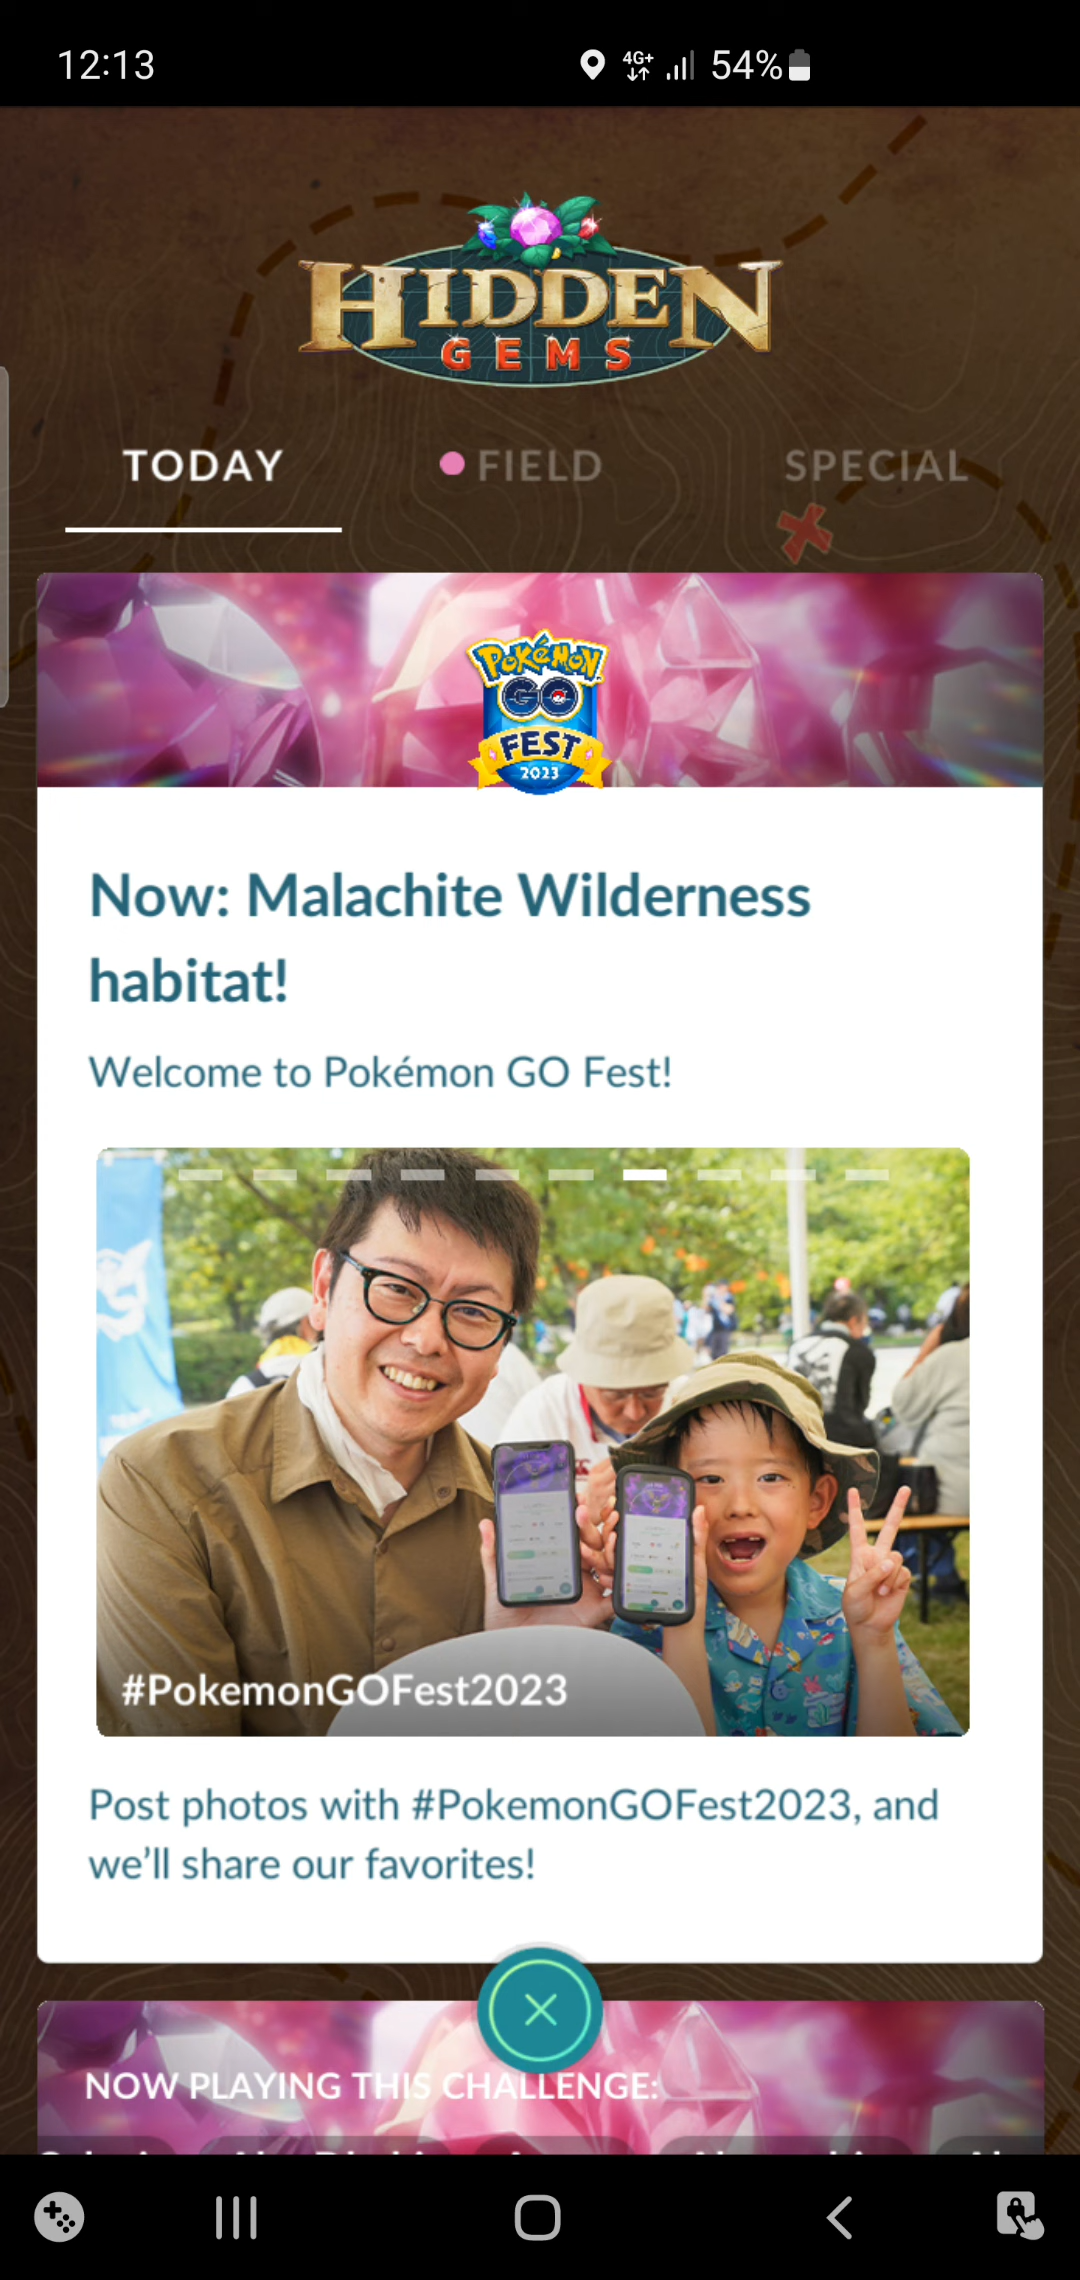 12:13
4G+
54%
HIDDEN
GEMS
TODAY
FIELD
SPECIAL
Pokémon
GO
FEST
2023
Now: Malachite Wilderness
habitat!
Welcome to Pokémon GO Fest!
#PokemonGOFest2023
Post photos with #PokemonGOFest2023, and
we’ll share our favorites!
NOW PLAYING THIS CHALLENGE: